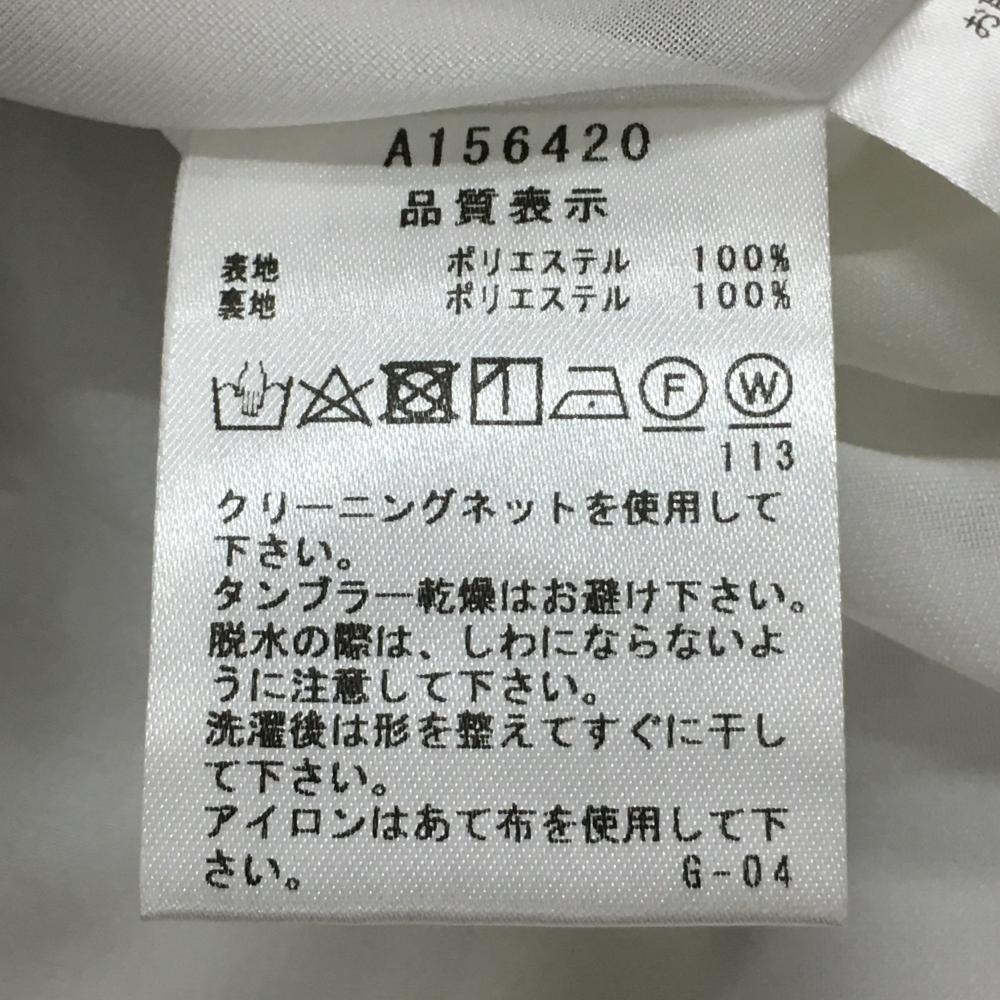 A156420
品質表示
表地 ポリエステル 100%
裏地 ポリエステル 100%
F W
113
クリーニングネットを使用して
下さい。
タンブラー乾燥はお避け下さい。
脱水の際は、しわにならないよ
うに注意して下さい。
洗濯後は形を整えてすぐに干し
て下さい。
アイロンはあて布を使用して下
さい。 G-04